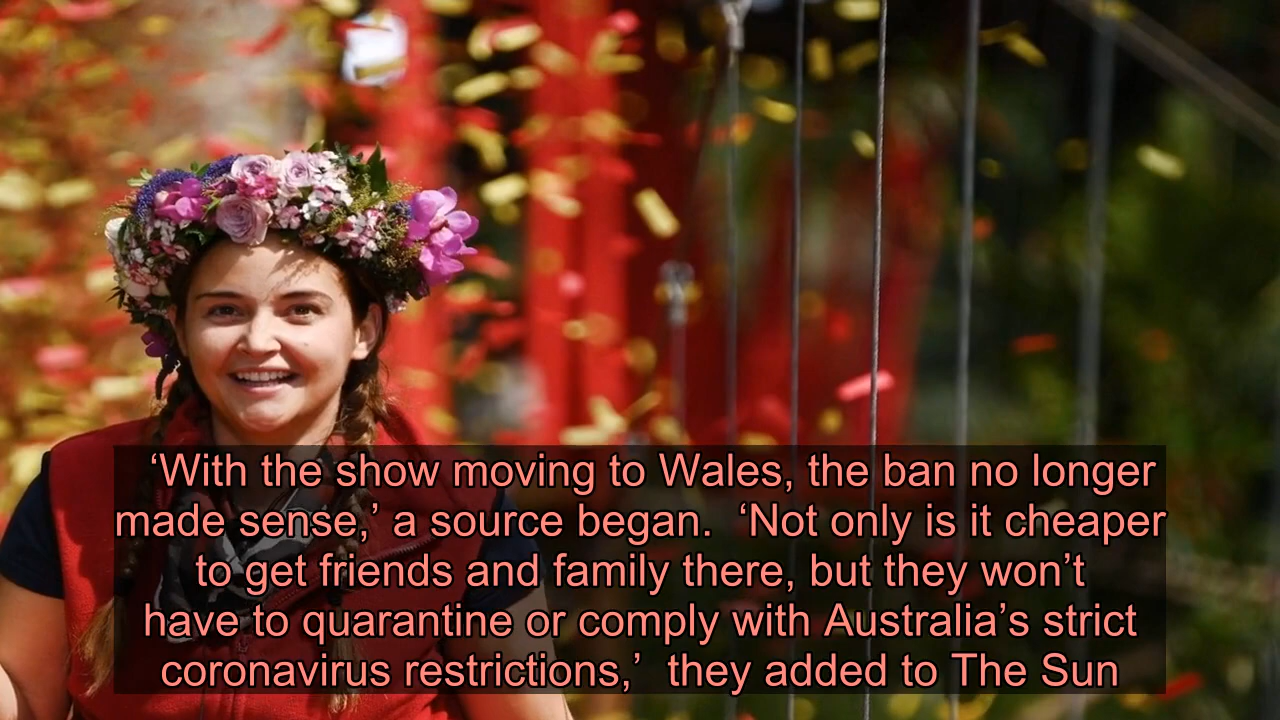 ‘With the show moving to Wales, the ban no longer
made sense,’ a source began.  ‘Not only is it cheaper
to get friends and family there, but they won’t
have to quarantine or comply with Australia’s strict
coronavirus restrictions,’  they added to The Sun